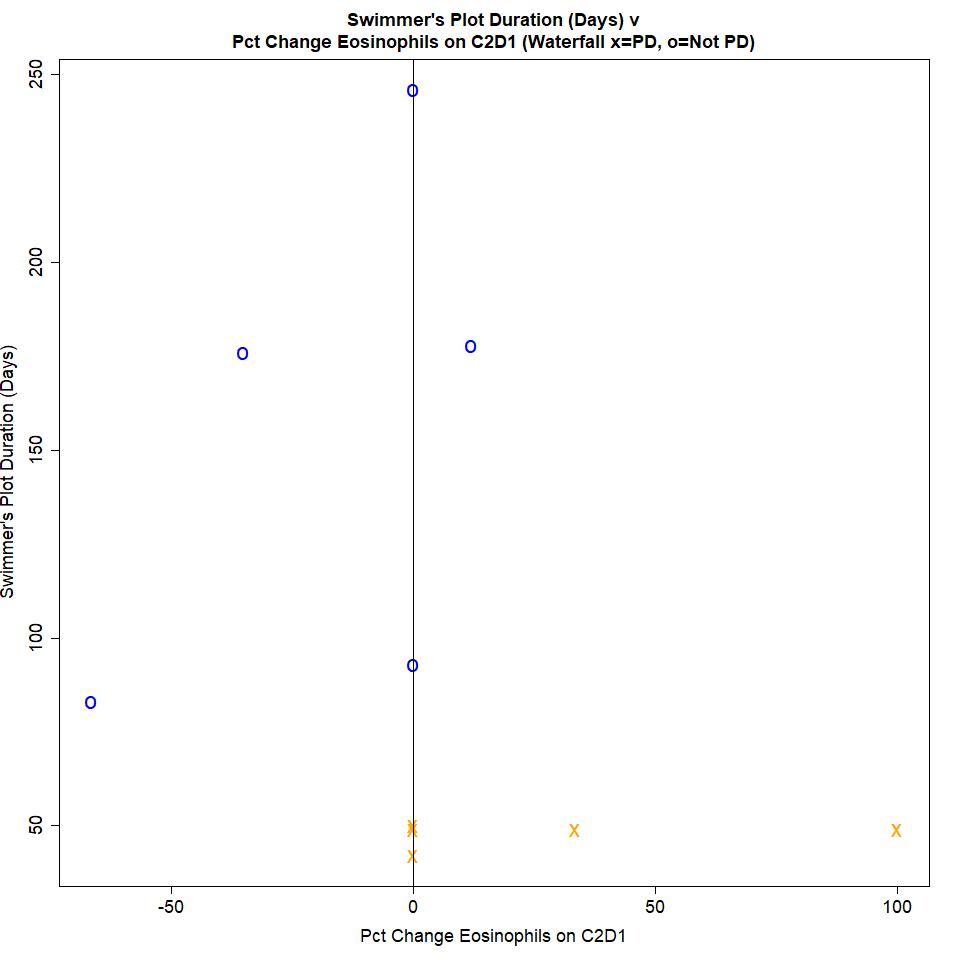 Swimmer's Plot Duration (Days) v
Pct Change Eosinophils on C2D1 (Waterfall x=PD, o=Not PD)
Swimmer's Plot Duration (Days)
250
200
150
100
50
O
O
O
O
O
X
X
X
X
X
-50
0
50
100
Pct Change Eosinophils on C2D1